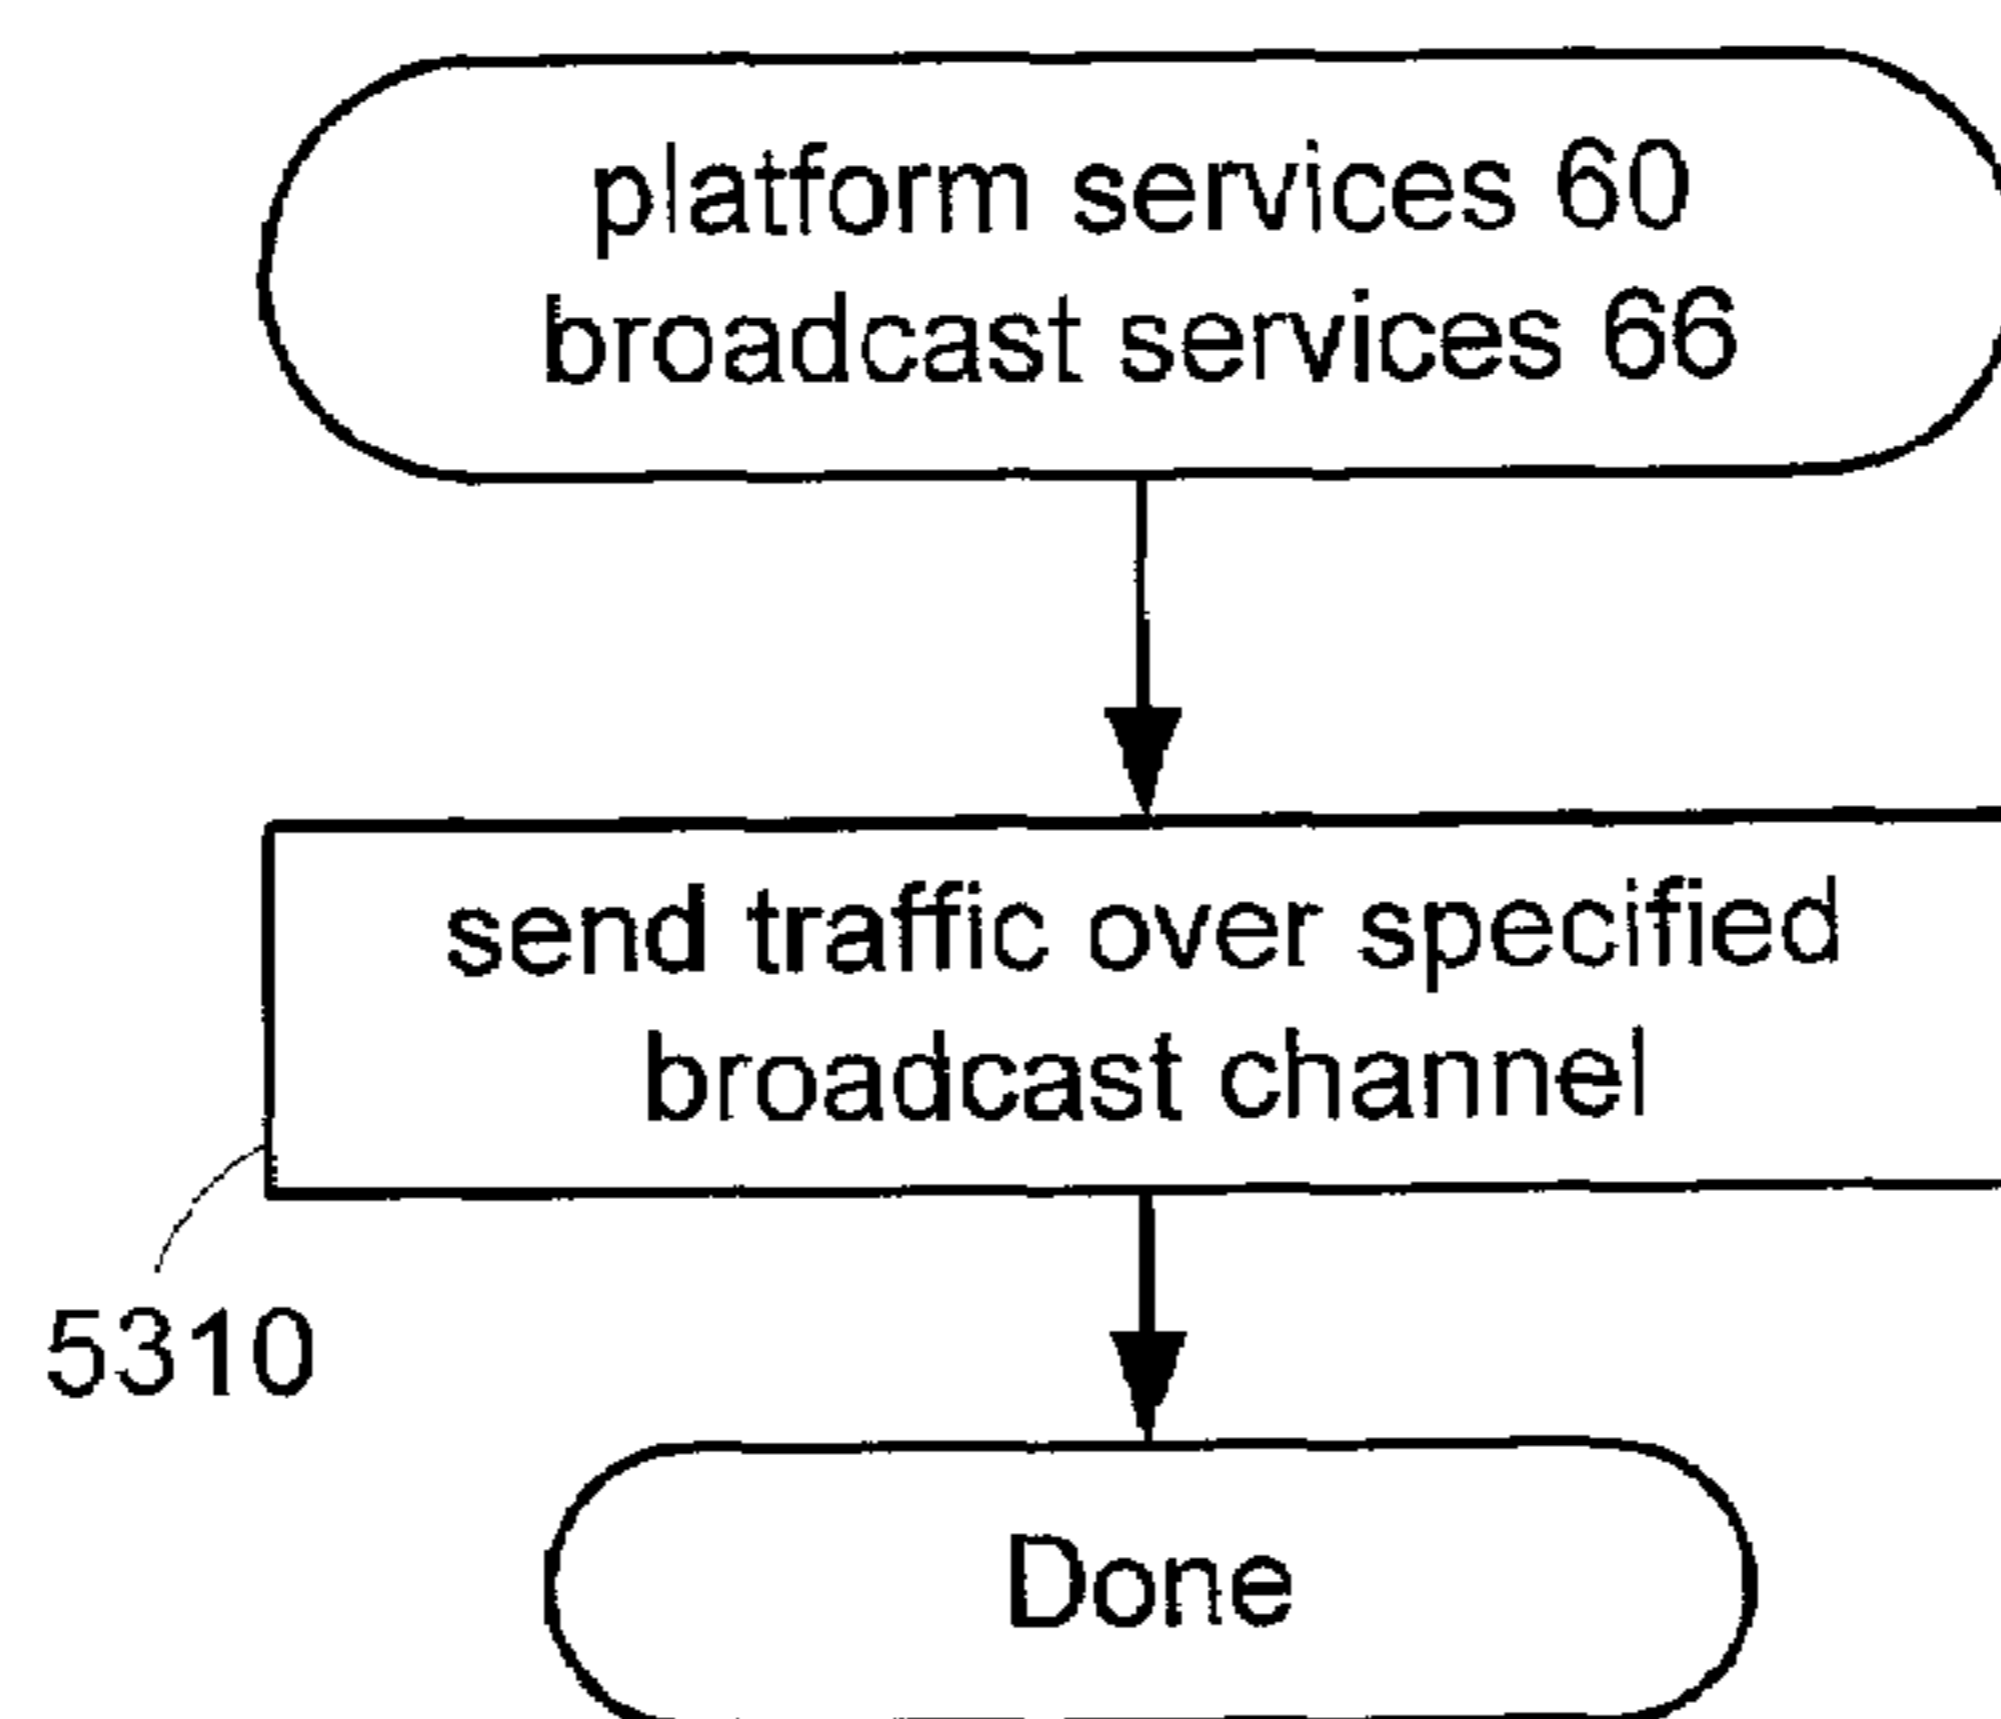 platform services 60
broadcast services 66
send traffic over specified
broadcast channel
5310
Done